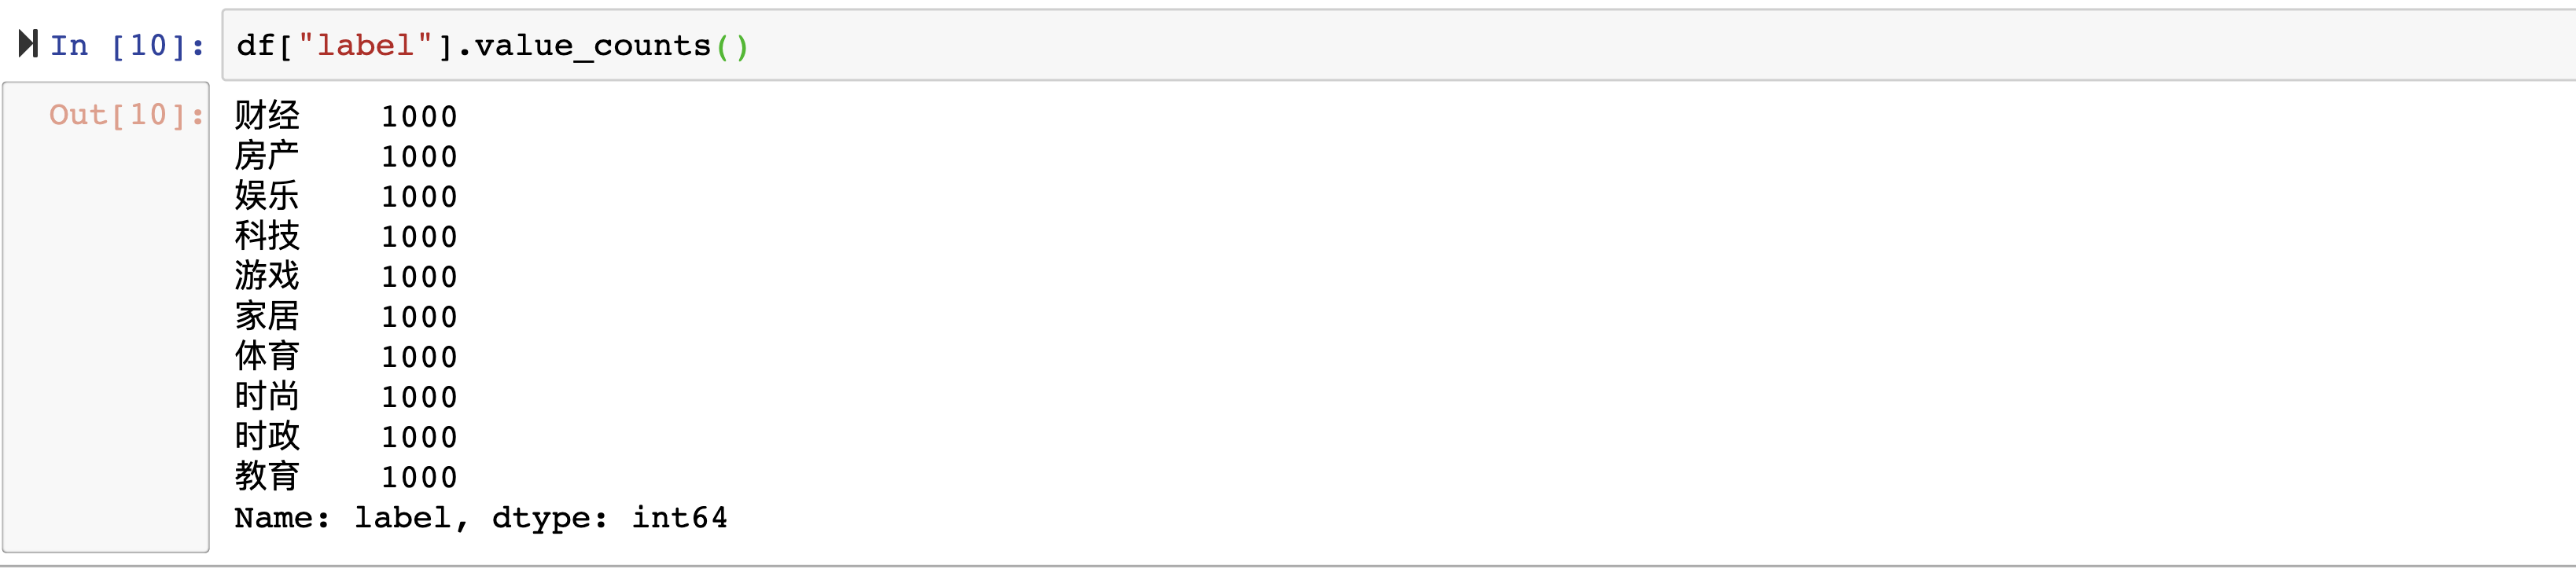 In [10]: df["label"].value_counts()
Out[10]: 财经 1000
房产 1000
娱乐 1000
科技 1000
游戏 1000
家居 1000
体育 1000
时尚 1000
时政 1000
教育 1000
Name: label, dtype: int64